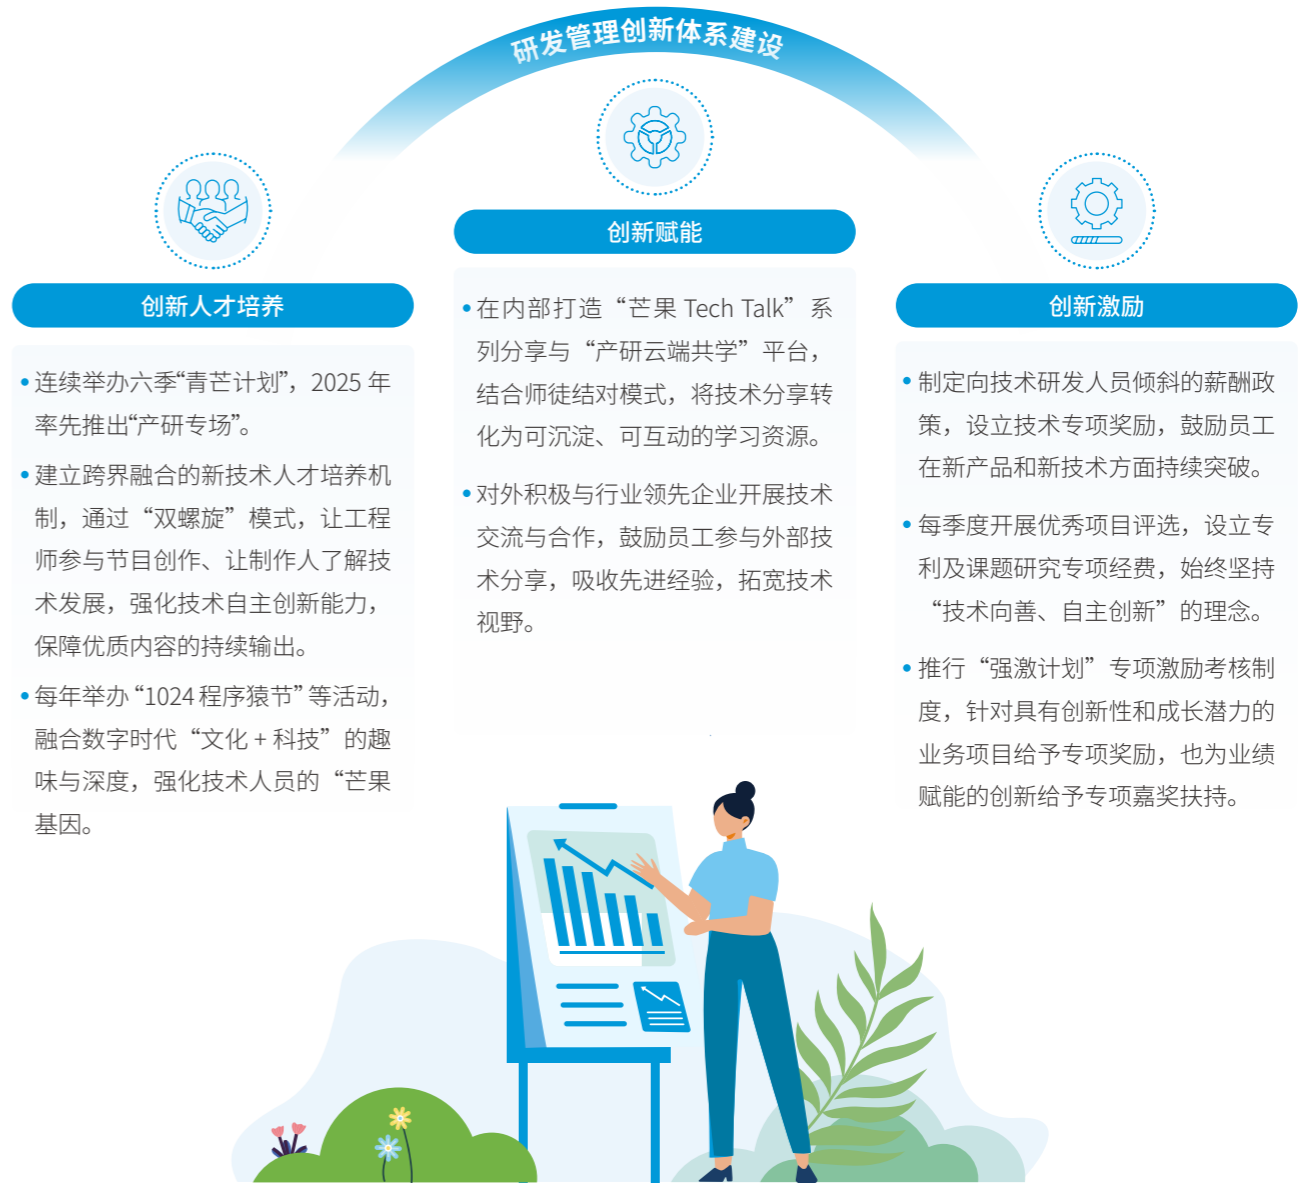 研发管理创新体系建设
创新人才培养
连续举办六季“青芒计划”，2025 年
率先推出“产研专场”。
建立跨界融合的新技术人才培养机
制，通过“双螺旋”模式，让工程
师参与节目创作、让制作人了解技
术发展，强化技术自主创新能力，
保障优质内容的持续输出。
每年举办 “1024 程序猿节” 等活动，
融合数字时代“文化 + 科技”的趣
味与深度，强化技术人员的“芒果
基因。
创新赋能
在内部打造“芒果 Tech Talk”系
列分享与“产研云端共学”平台，
结合师徒结对模式，将技术分享转
化为可沉淀、可互动的学习资源。
对外积极与行业领先企业开展技术
交流与合作，鼓励员工参与外部技
术分享，吸收先进经验，拓宽技术
视野。
创新激励
制定向技术研发人员倾斜的薪酬政
策，设立技术专项奖励，鼓励员工
在新产品和新技术方面持续突破。
每季度开展优秀项目评选，设立专
利及课题研究专项经费，始终坚持
“技术向善、自主创新”的理念。
推行“强激计划”专项激励考核制
度，针对具有创新性和成长潜力的
业务项目给予专项奖励，也为业绩
赋能的创新给予专项嘉奖扶持。